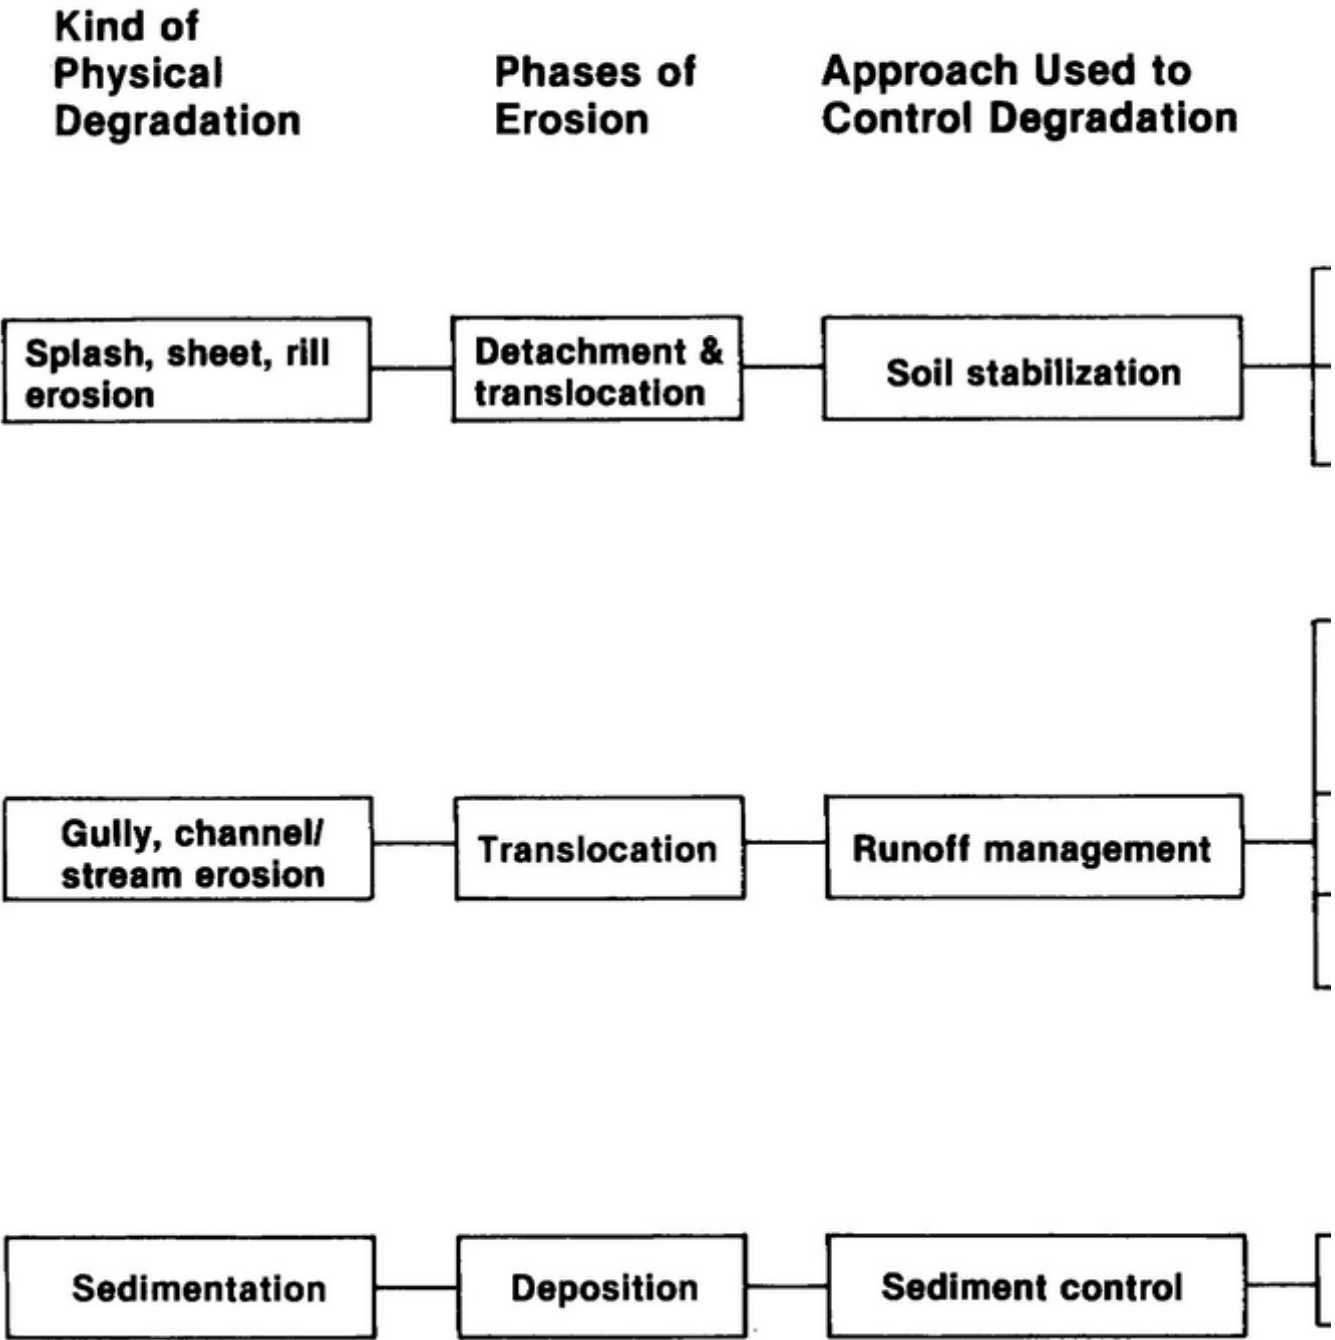 Kind of
Physical
Degradation
Phases of
Erosion
Approach Used to
Control Degradation
Splash, sheet, rill
erosion
Detachment &
translocation
Soil stabilization
Gully, channel/
stream erosion
Translocation
Runoff management
Sedimentation
Deposition
Sediment control